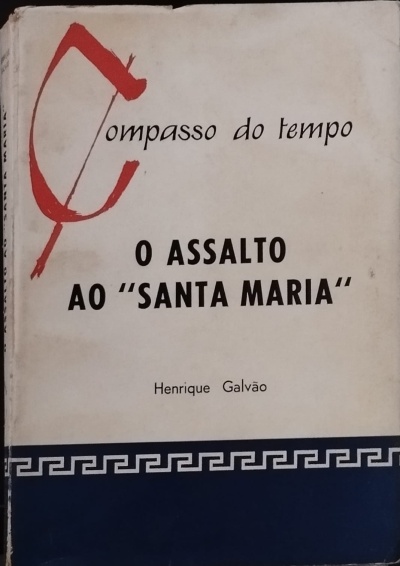 Compasso do tempo
O ASSALTO
AO "SANTA MARIA"
Henrique Galvão
O ASSALTO AO "SANTA MARIA"